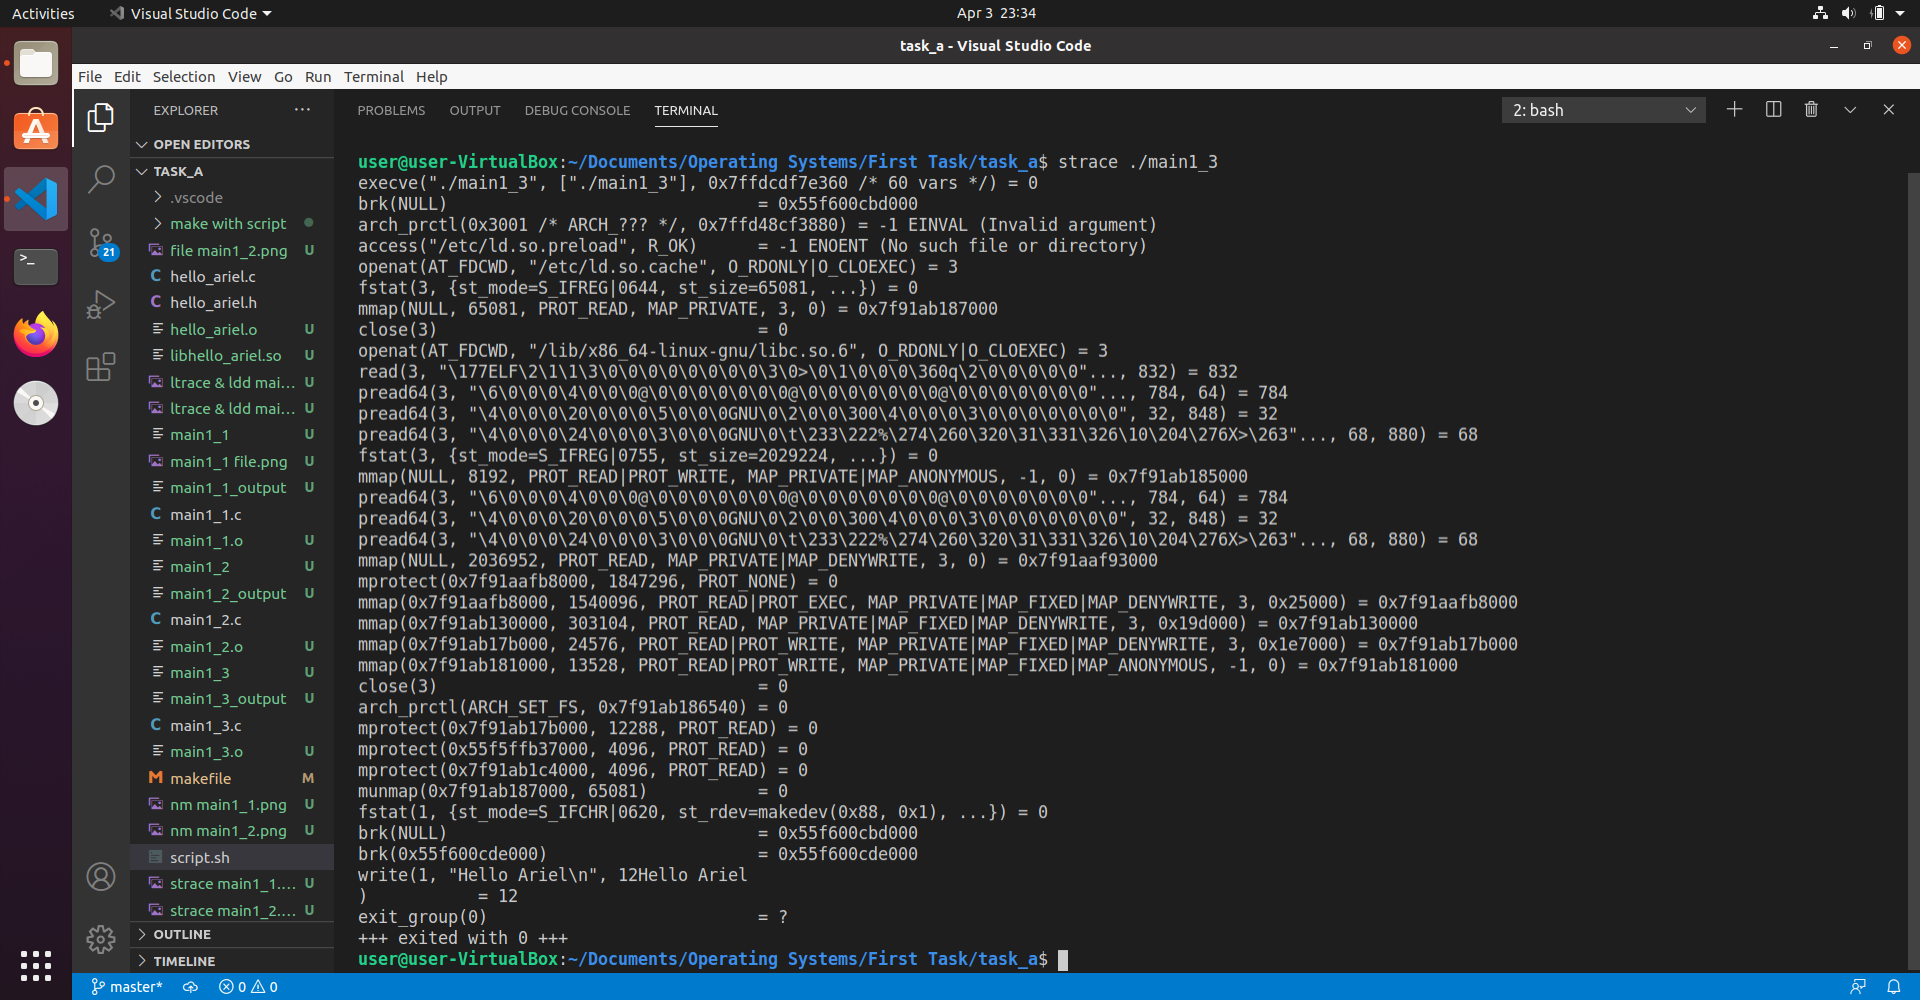 Activities
Visual Studio Code
Apr 3 23:34
task_a - Visual Studio Code
File Edit Selection View Go Run Terminal Help
EXPLORER
OPEN EDITORS
TASK_A
.vscode
make with script
file main1_2.png U
C hello_ariel.c
C hello_ariel.h
hello_ariel.o U
libhello_ariel.so U
ltrace & ldd mai... U
ltrace & ldd mai... U
main1_1 U
main1_1 file.png U
main1_1_output U
C main1_1.c
main1_1.o U
main1_2 U
main1_2_output U
C main1_2.c
main1_2.o U
main1_3 U
main1_3_output U
C main1_3.c
main1_3.o U
M makefile M
nm main1_1.png U
nm main1_2.png U
script.sh
strace main1_1.... U
strace main1_2.... U
OUTLINE
TIMELINE
21
PROBLEMS OUTPUT DEBUG CONSOLE TERMINAL
2: bash
user@user-VirtualBox:~/Documents/Operating Systems/First Task/task_a$ strace ./main1_3
execve("./main1_3", ["./main1_3"], 0x7ffdcdf7e360 /* 60 vars */) = 0
brk(NULL) = 0x55f600cbd000
arch_prctl(0x3001 /* ARCH_??? */, 0x7ffd48cf3880) = -1 EINVAL (Invalid argument)
access("/etc/ld.so.preload", R_OK) = -1 ENOENT (No such file or directory)
openat(AT_FDCWD, "/etc/ld.so.cache", O_RDONLY|O_CLOEXEC) = 3
fstat(3, {st_mode=S_IFREG|0644, st_size=65081, ...}) = 0
mmap(NULL, 65081, PROT_READ, MAP_PRIVATE, 3, 0) = 0x7f91ab187000
close(3) = 0
openat(AT_FDCWD, "/lib/x86_64-linux-gnu/libc.so.6", O_RDONLY|O_CLOEXEC) = 3
read(3, "\177ELF\2\1\1\3\0\0\0\0\0\0\0\0\3\0>\0\1\0\0\0\360q\2\0\0\0\0\0"..., 832) = 832
pread64(3, "\6\0\0\0\4\0\0\0@\0\0\0\0\0\0\0@\0\0\0\0\0\0\0@\0\0\0\0\0\0\0"..., 784, 64) = 784
pread64(3, "\4\0\0\0\20\0\0\0\5\0\0\0GNU\0\2\0\0\300\4\0\0\0\3\0\0\0\0\0\0\0", 32, 848) = 32
pread64(3, "\4\0\0\0\24\0\0\0\3\0\0\0GNU\0\t\233\222%\274\260\320\31\331\326\10\204\276X>\263"..., 68, 880) = 68
fstat(3, {st_mode=S_IFREG|0755, st_size=2029224, ...}) = 0
mmap(NULL, 8192, PROT_READ|PROT_WRITE, MAP_PRIVATE|MAP_ANONYMOUS, -1, 0) = 0x7f91ab185000
pread64(3, "\6\0\0\0\4\0\0\0@\0\0\0\0\0\0\0@\0\0\0\0\0\0\0@\0\0\0\0\0\0\0"..., 784, 64) = 784
pread64(3, "\4\0\0\0\20\0\0\0\5\0\0\0GNU\0\2\0\0\300\4\0\0\0\3\0\0\0\0\0\0\0", 32, 848) = 32
pread64(3, "\4\0\0\0\24\0\0\0\3\0\0\0GNU\0\t\233\222%\274\260\320\31\331\326\10\204\276X>\263"..., 68, 880) = 68
mmap(NULL, 2036952, PROT_READ, MAP_PRIVATE|MAP_DENYWRITE, 3, 0) = 0x7f91aaf93000
mprotect(0x7f91aafb8000, 1847296, PROT_NONE) = 0
mmap(0x7f91aafb8000, 1540096, PROT_READ|PROT_EXEC, MAP_PRIVATE|MAP_FIXED|MAP_DENYWRITE, 3, 0x25000) = 0x7f91aafb8000
mmap(0x7f91ab130000, 303104, PROT_READ, MAP_PRIVATE|MAP_FIXED|MAP_DENYWRITE, 3, 0x19d000) = 0x7f91ab130000
mmap(0x7f91ab17b000, 24576, PROT_READ|PROT_WRITE, MAP_PRIVATE|MAP_FIXED|MAP_DENYWRITE, 3, 0x1e7000) = 0x7f91ab17b000
mmap(0x7f91ab181000, 13528, PROT_READ|PROT_WRITE, MAP_PRIVATE|MAP_FIXED|MAP_ANONYMOUS, -1, 0) = 0x7f91ab181000
close(3) = 0
arch_prctl(ARCH_SET_FS, 0x7f91ab186540) = 0
mprotect(0x7f91ab17b000, 12288, PROT_READ) = 0
mprotect(0x55f5ffb37000, 4096, PROT_READ) = 0
mprotect(0x7f91ab1c4000, 4096, PROT_READ) = 0
munmap(0x7f91ab187000, 65081) = 0
fstat(1, {st_mode=S_IFCHR|0620, st_rdev=makedev(0x88, 0x1), ...}) = 0
brk(NULL) = 0x55f600cbd000
brk(0x55f600cde000) = 0x55f600cde000
write(1, "Hello Ariel\n", 12Hello Ariel
) = 12
exit_group(0) = ?
+++ exited with 0 +++
user@user-VirtualBox:~/Documents/Operating Systems/First Task/task_a$
master* 0 0